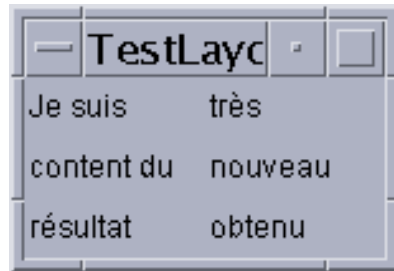 TestLayc
Je suis très
content du nouveau
résultat obtenu